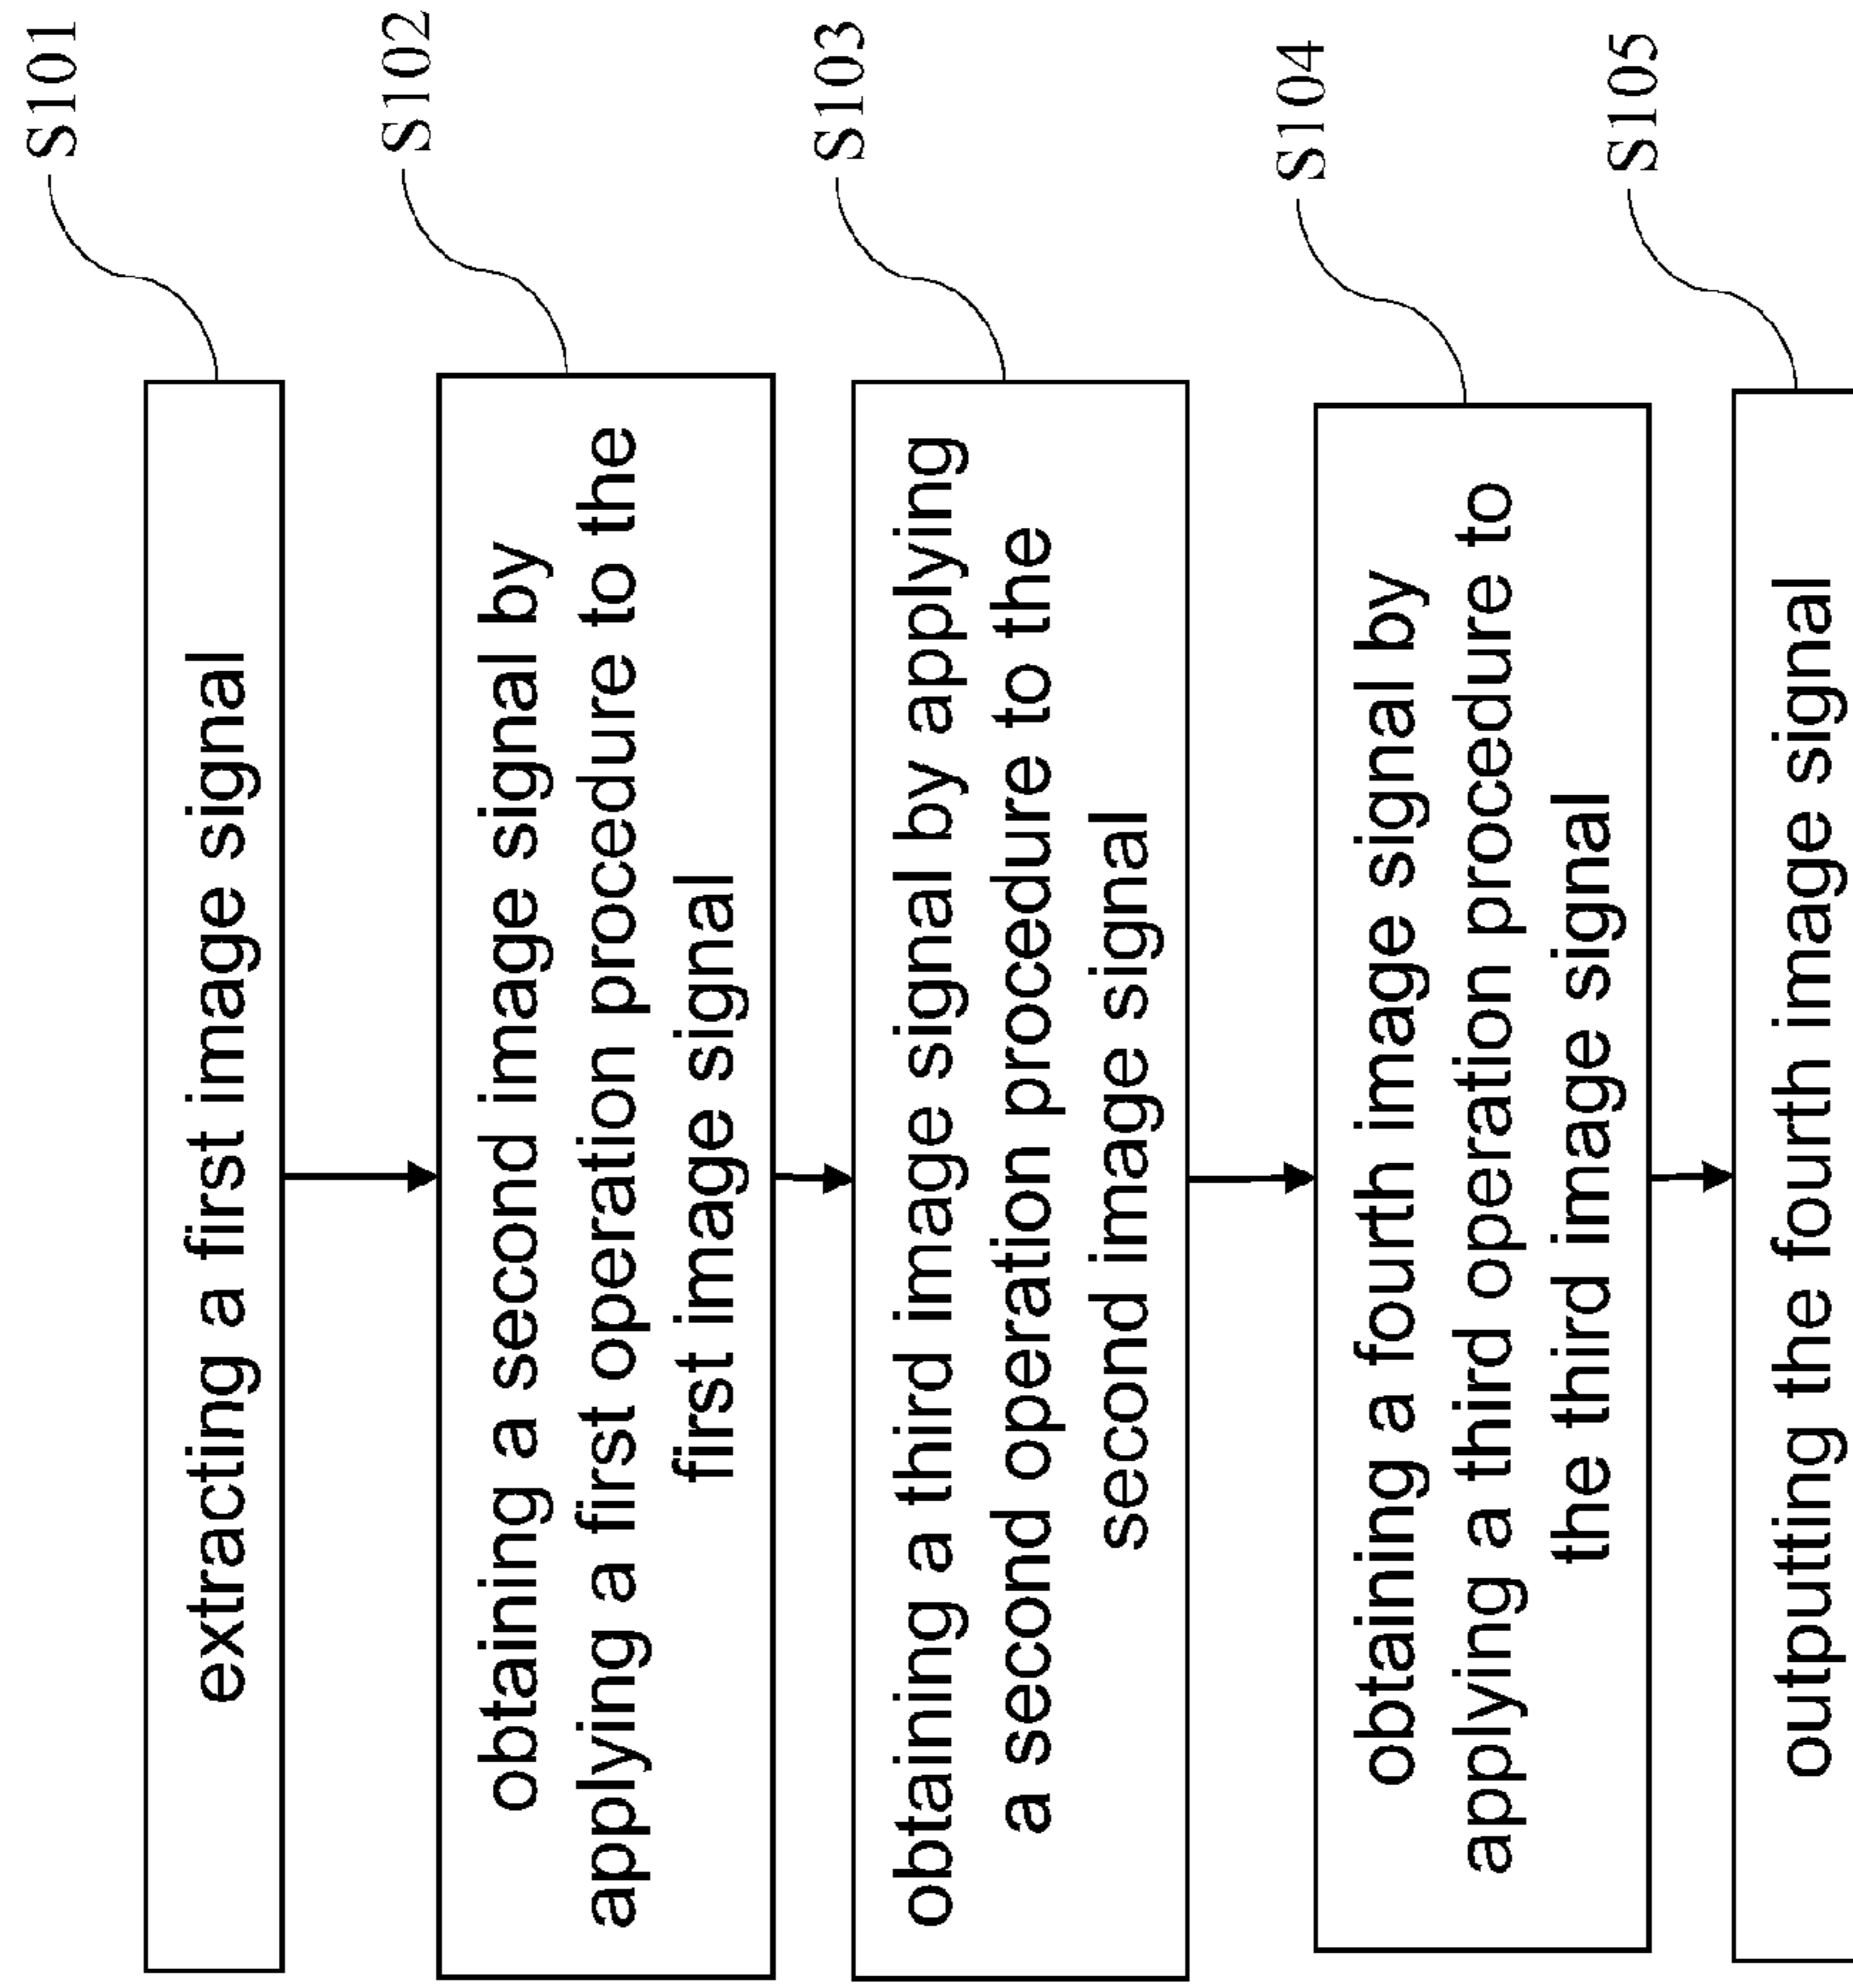 extracting a first image signal
S101
obtaining a second image signal by
applying a first operation procedure to the
first image signal
S102
obtaining a third image signal by applying
a second operation procedure to the
second image signal
S103
obtaining a fourth image signal by
applying a third operation procedure to
the third image signal
S104
outputting the fourth image signal
S105